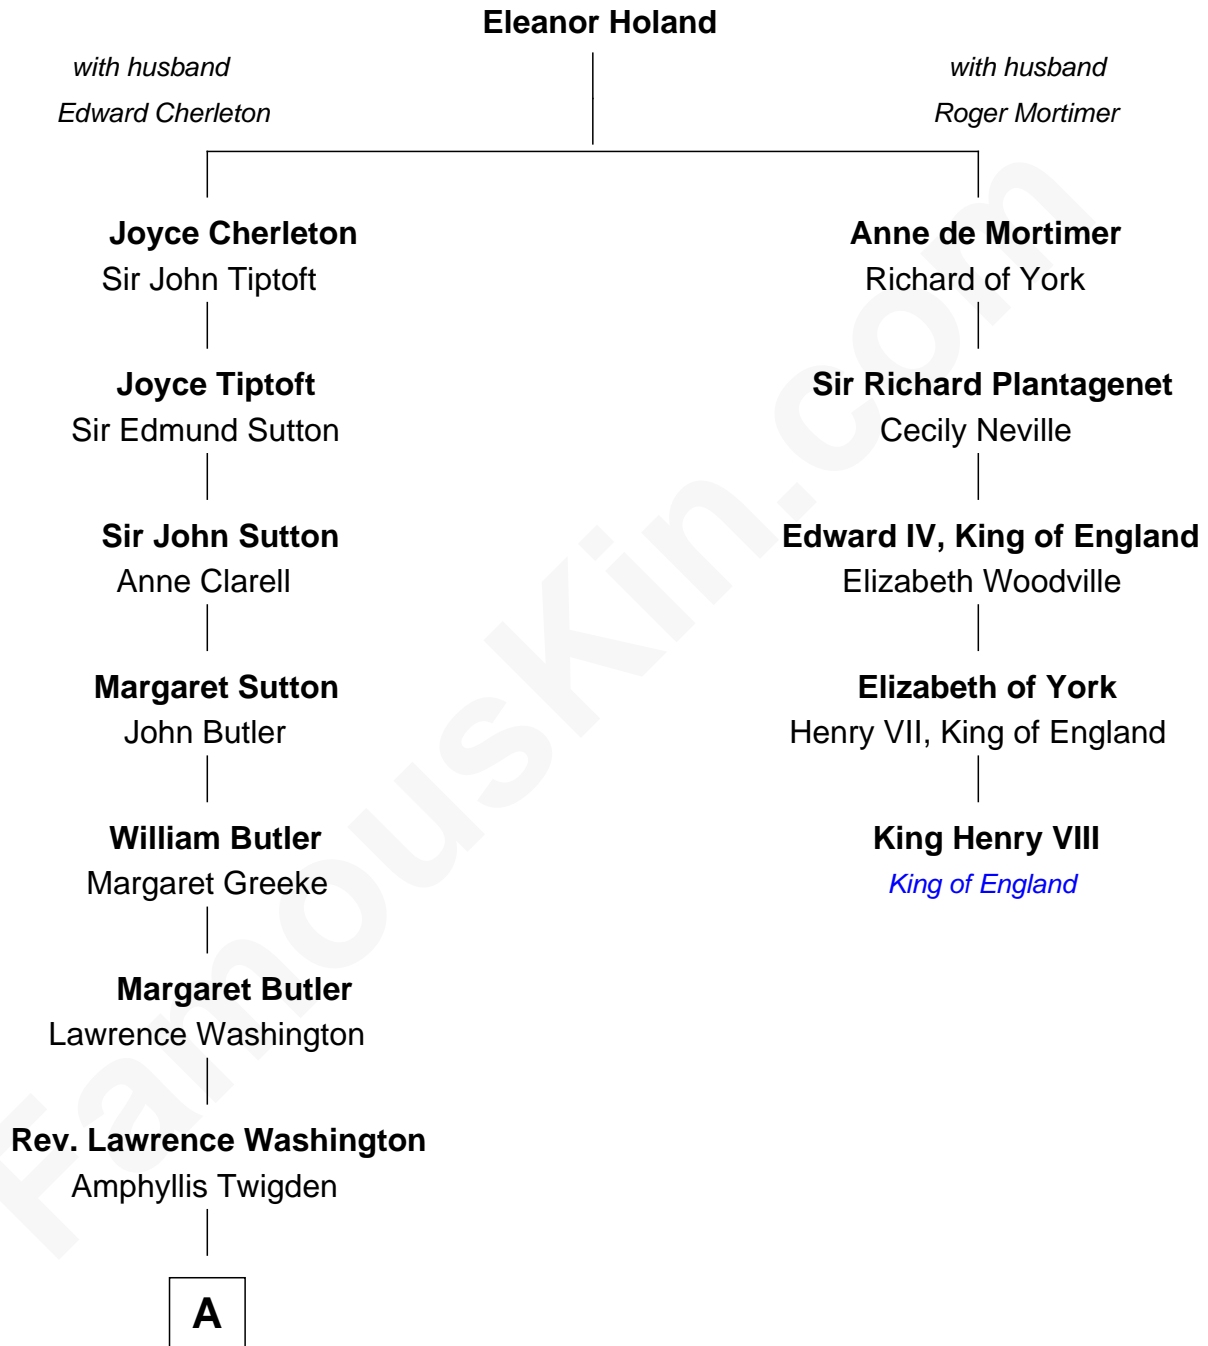 Eleanor Holand
with husband
Edward Cherleton
with husband
Roger Mortimer
Joyce Cherleton
Sir John Tiptoft
Anne de Mortimer
Richard of York
Joyce Tiptoft
Sir Edmund Sutton
Sir Richard Plantagenet
Cecily Neville
Sir John Sutton
Anne Clarell
Edward IV, King of England
Elizabeth Woodville
Margaret Sutton
John Butler
Elizabeth of York
Henry VII, King of England
William Butler
Margaret Greeke
King Henry VIII
King of England
Margaret Butler
Lawrence Washington
Rev. Lawrence Washington
Amphyllis Twigden
A
FamousKin.com